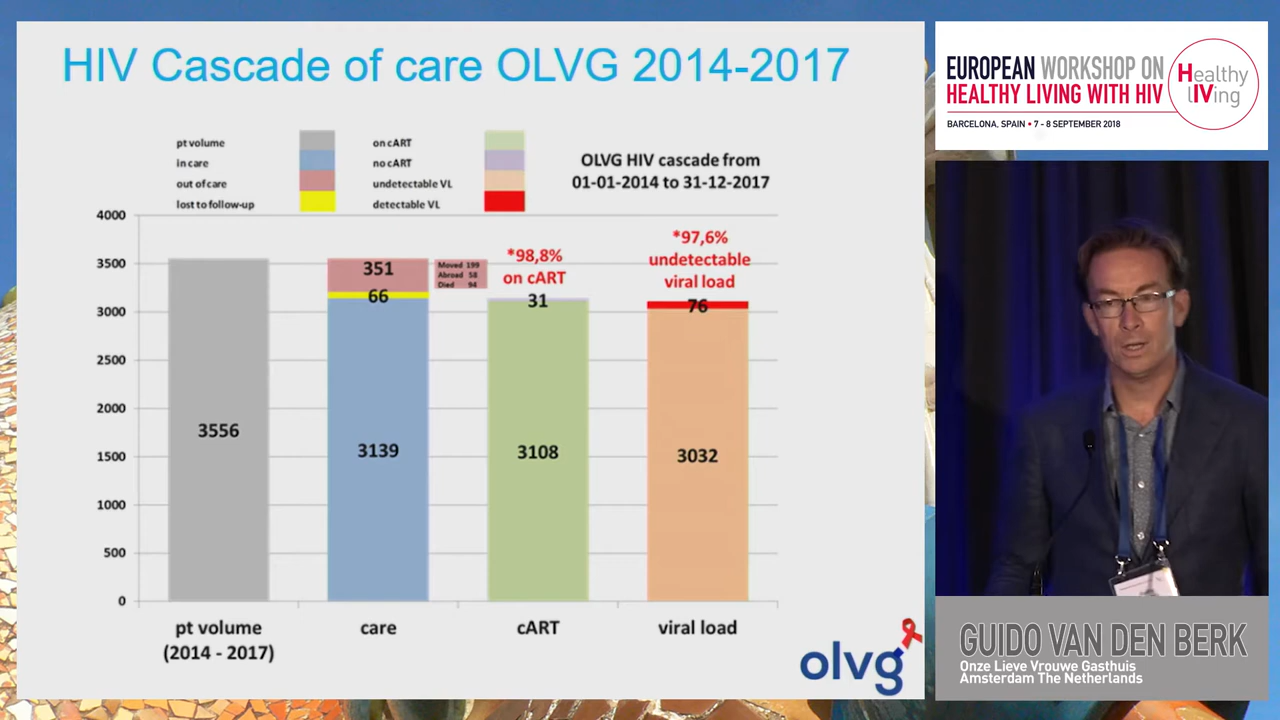 HIV Cascade of care OLVG 2014-2017
pt volume
in care
out of care
lost to follow-up
on cART
no cART
undetectable VL
detectable VL
OLVG HIV cascade from
01-01-2014 to 31-12-2017
4000
3500
3000
2500
2000
1500
1000
500
0
3556
351
66
3139
Moved 199
Abroad 58
Died 94
*98,8%
on cART
31
3108
*97,6%
undetectable
viral load
76
3032
pt volume
(2014 - 2017)
care
cART
viral load
olvg
EUROPEAN WORKSHOP ON
HEALTHY LIVING WITH HIV
BARCELONA, SPAIN • 7 - 8 SEPTEMBER 2018
Healthy
lIVing
GUIDO VAN DEN BERK
Onze Lieve Vrouwe Gasthuis
Amsterdam The Netherlands